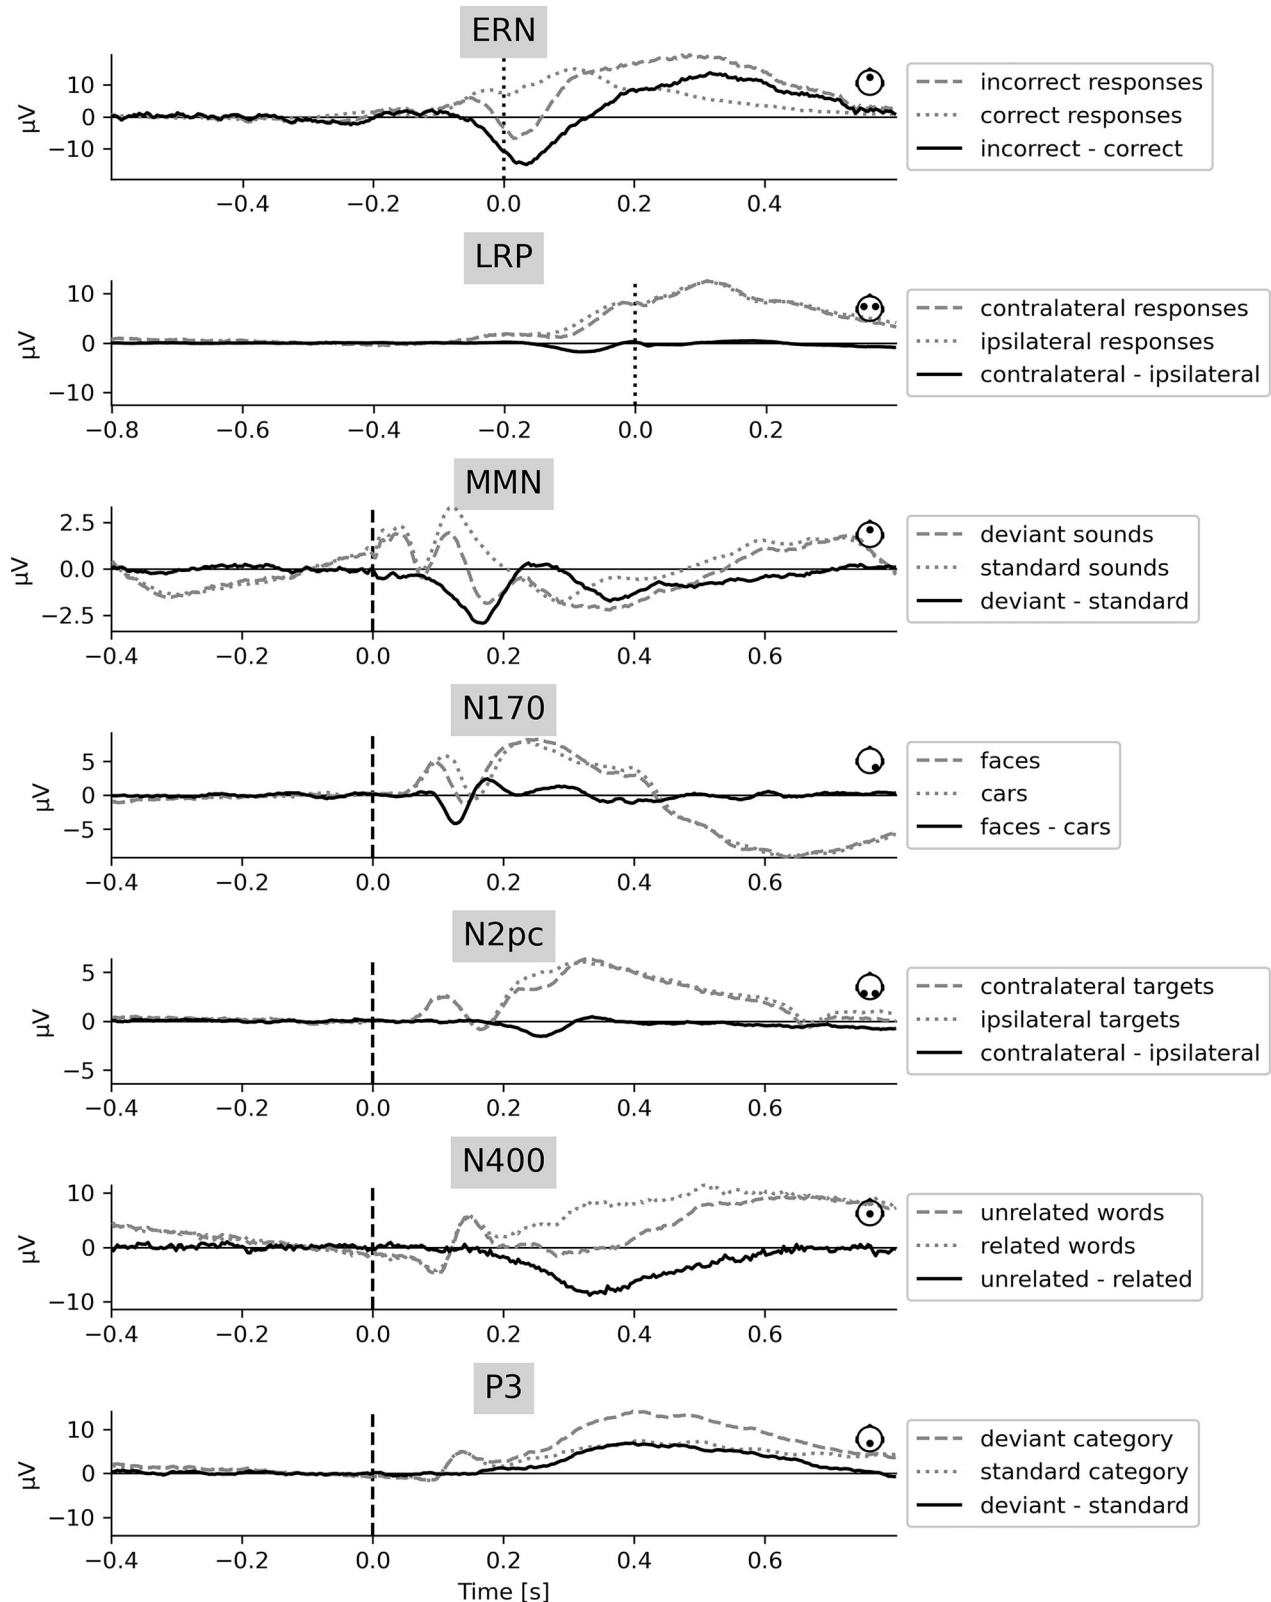 ERN
10
0
−10
µV
−0.4 −0.2 0.0 0.2 0.4
incorrect responses
correct responses
incorrect - correct
LRP
10
0
−10
µV
−0.8 −0.6 −0.4 −0.2 0.0 0.2
contralateral responses
ipsilateral responses
contralateral - ipsilateral
MMN
2.5
0.0
−2.5
µV
−0.4 −0.2 0.0 0.2 0.4 0.6
deviant sounds
standard sounds
deviant - standard
N170
5
0
−5
µV
−0.4 −0.2 0.0 0.2 0.4 0.6
faces
cars
faces - cars
N2pc
5
0
−5
µV
−0.4 −0.2 0.0 0.2 0.4 0.6
contralateral targets
ipsilateral targets
contralateral - ipsilateral
N400
10
0
−10
µV
−0.4 −0.2 0.0 0.2 0.4 0.6
unrelated words
related words
unrelated - related
P3
10
0
−10
µV
−0.4 −0.2 0.0 0.2 0.4 0.6
deviant category
standard category
deviant - standard
Time [s]